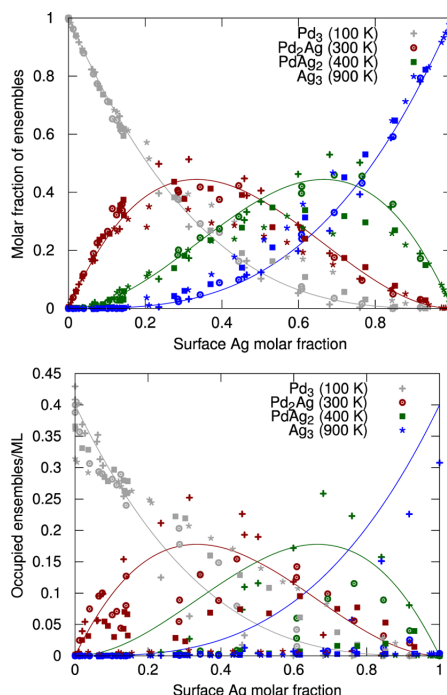 1
0.8
0.6
0.4
0.2
0
Molar fraction of ensembles
Pd₃ (100 K)
Pd₂Ag (300 K)
PdAg₂ (400 K)
Ag₃ (900 K)
0 0.2 0.4 0.6 0.8
Surface Ag molar fraction
0.45
0.4
0.35
0.3
0.25
0.2
0.15
0.1
0.05
0
Occupied ensembles/ML
Pd₃ (100 K)
Pd₂Ag (300 K)
PdAg₂ (400 K)
Ag₃ (900 K)
0 0.2 0.4 0.6 0.8 1
Surface Ag molar fraction